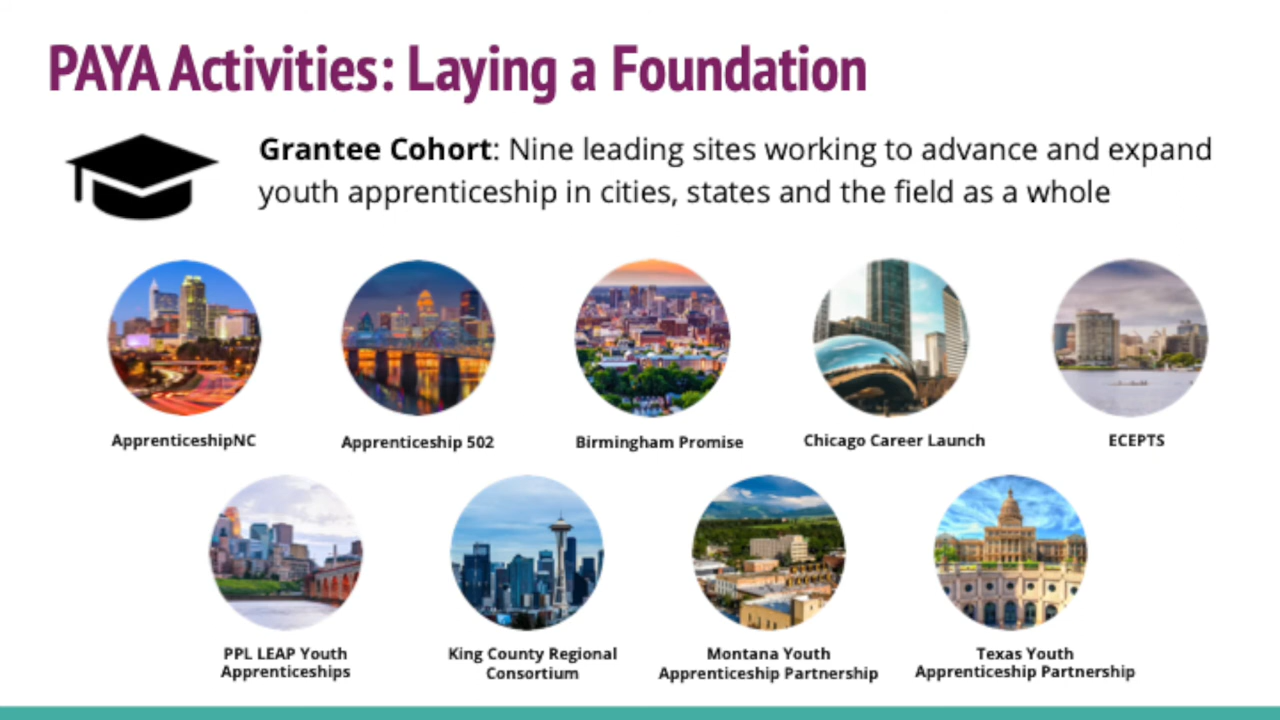 PAYA Activities: Laying a Foundation
Grantee Cohort: Nine leading sites working to advance and expand
youth apprenticeship in cities, states and the field as a whole
ApprenticeshipNC
Apprenticeship 502
Birmingham Promise
Chicago Career Launch
ECEPTS
PPL LEAP Youth
Apprenticeships
King County Regional
Consortium
Montana Youth
Apprenticeship Partnership
Texas Youth
Apprenticeship Partnership